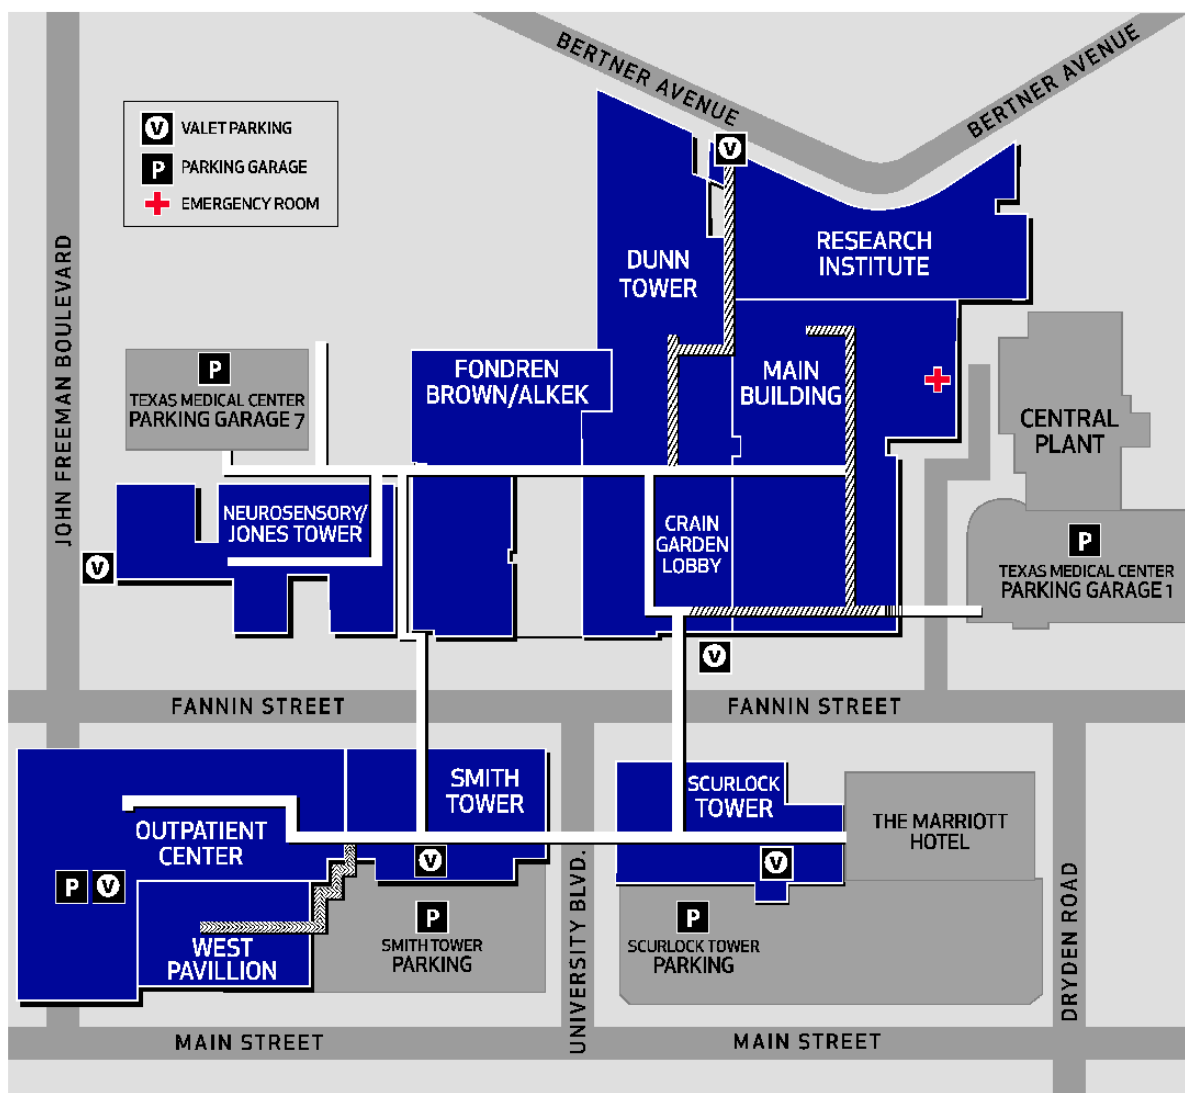 BERTNER AVENUE
BERTNER AVENUE
V VALET PARKING
P PARKING GARAGE
EMERGENCY ROOM
V
JOHN FREEMAN BOULEVARD
DUNN
TOWER
RESEARCH
INSTITUTE
P
TEXAS MEDICAL CENTER
PARKING GARAGE 7
FONDREN
BROWN/ALKEK
MAIN
BUILDING
CENTRAL
PLANT
NEUROSENSORY/
JONES TOWER
CRAIN
GARDEN
LOBBY
V
P
TEXAS MEDICAL CENTER
PARKING GARAGE 1
V
FANNIN STREET
FANNIN STREET
SMITH
TOWER
SCURLOCK
TOWER
THE MARRIOTT
HOTEL
OUTPATIENT
CENTER
V
V
P V
P
SMITH TOWER
PARKING
P
SCURLOCK TOWER
PARKING
WEST
PAVILLION
UNIVERSITY BLVD.
DRYDEN ROAD
MAIN STREET
MAIN STREET